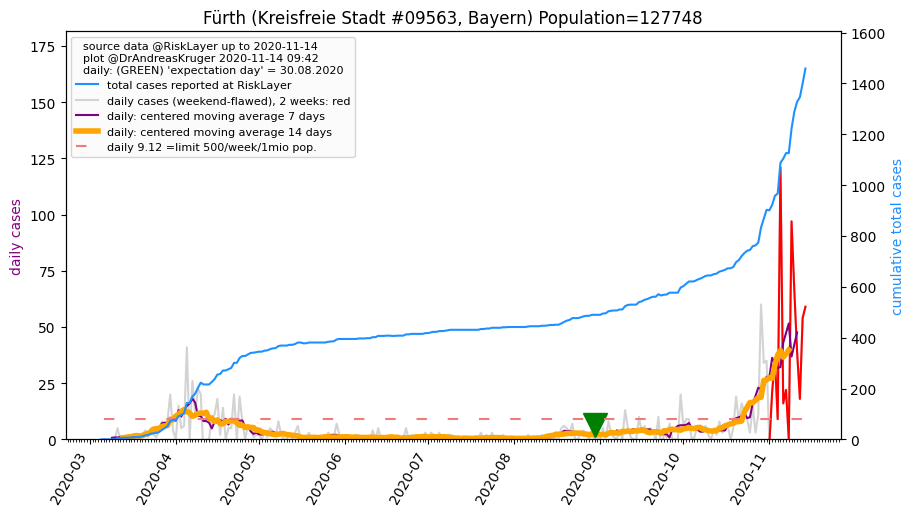 Fürth (Kreisfreie Stadt #09563, Bayern) Population=127748
source data @RiskLayer up to 2020-11-14
plot @DrAndreasKruger 2020-11-14 09:42
daily: (GREEN) 'expectation day' = 30.08.2020
total cases reported at RiskLayer
daily cases (weekend-flawed), 2 weeks: red
daily: centered moving average 7 days
daily: centered moving average 14 days
daily 9.12 =limit 500/week/1mio pop.
daily cases
175
150
125
100
75
50
25
0
cumulative total cases
1600
1400
1200
1000
800
600
400
200
0
2020-03
2020-04
2020-05
2020-06
2020-07
2020-08
2020-09
2020-10
2020-11